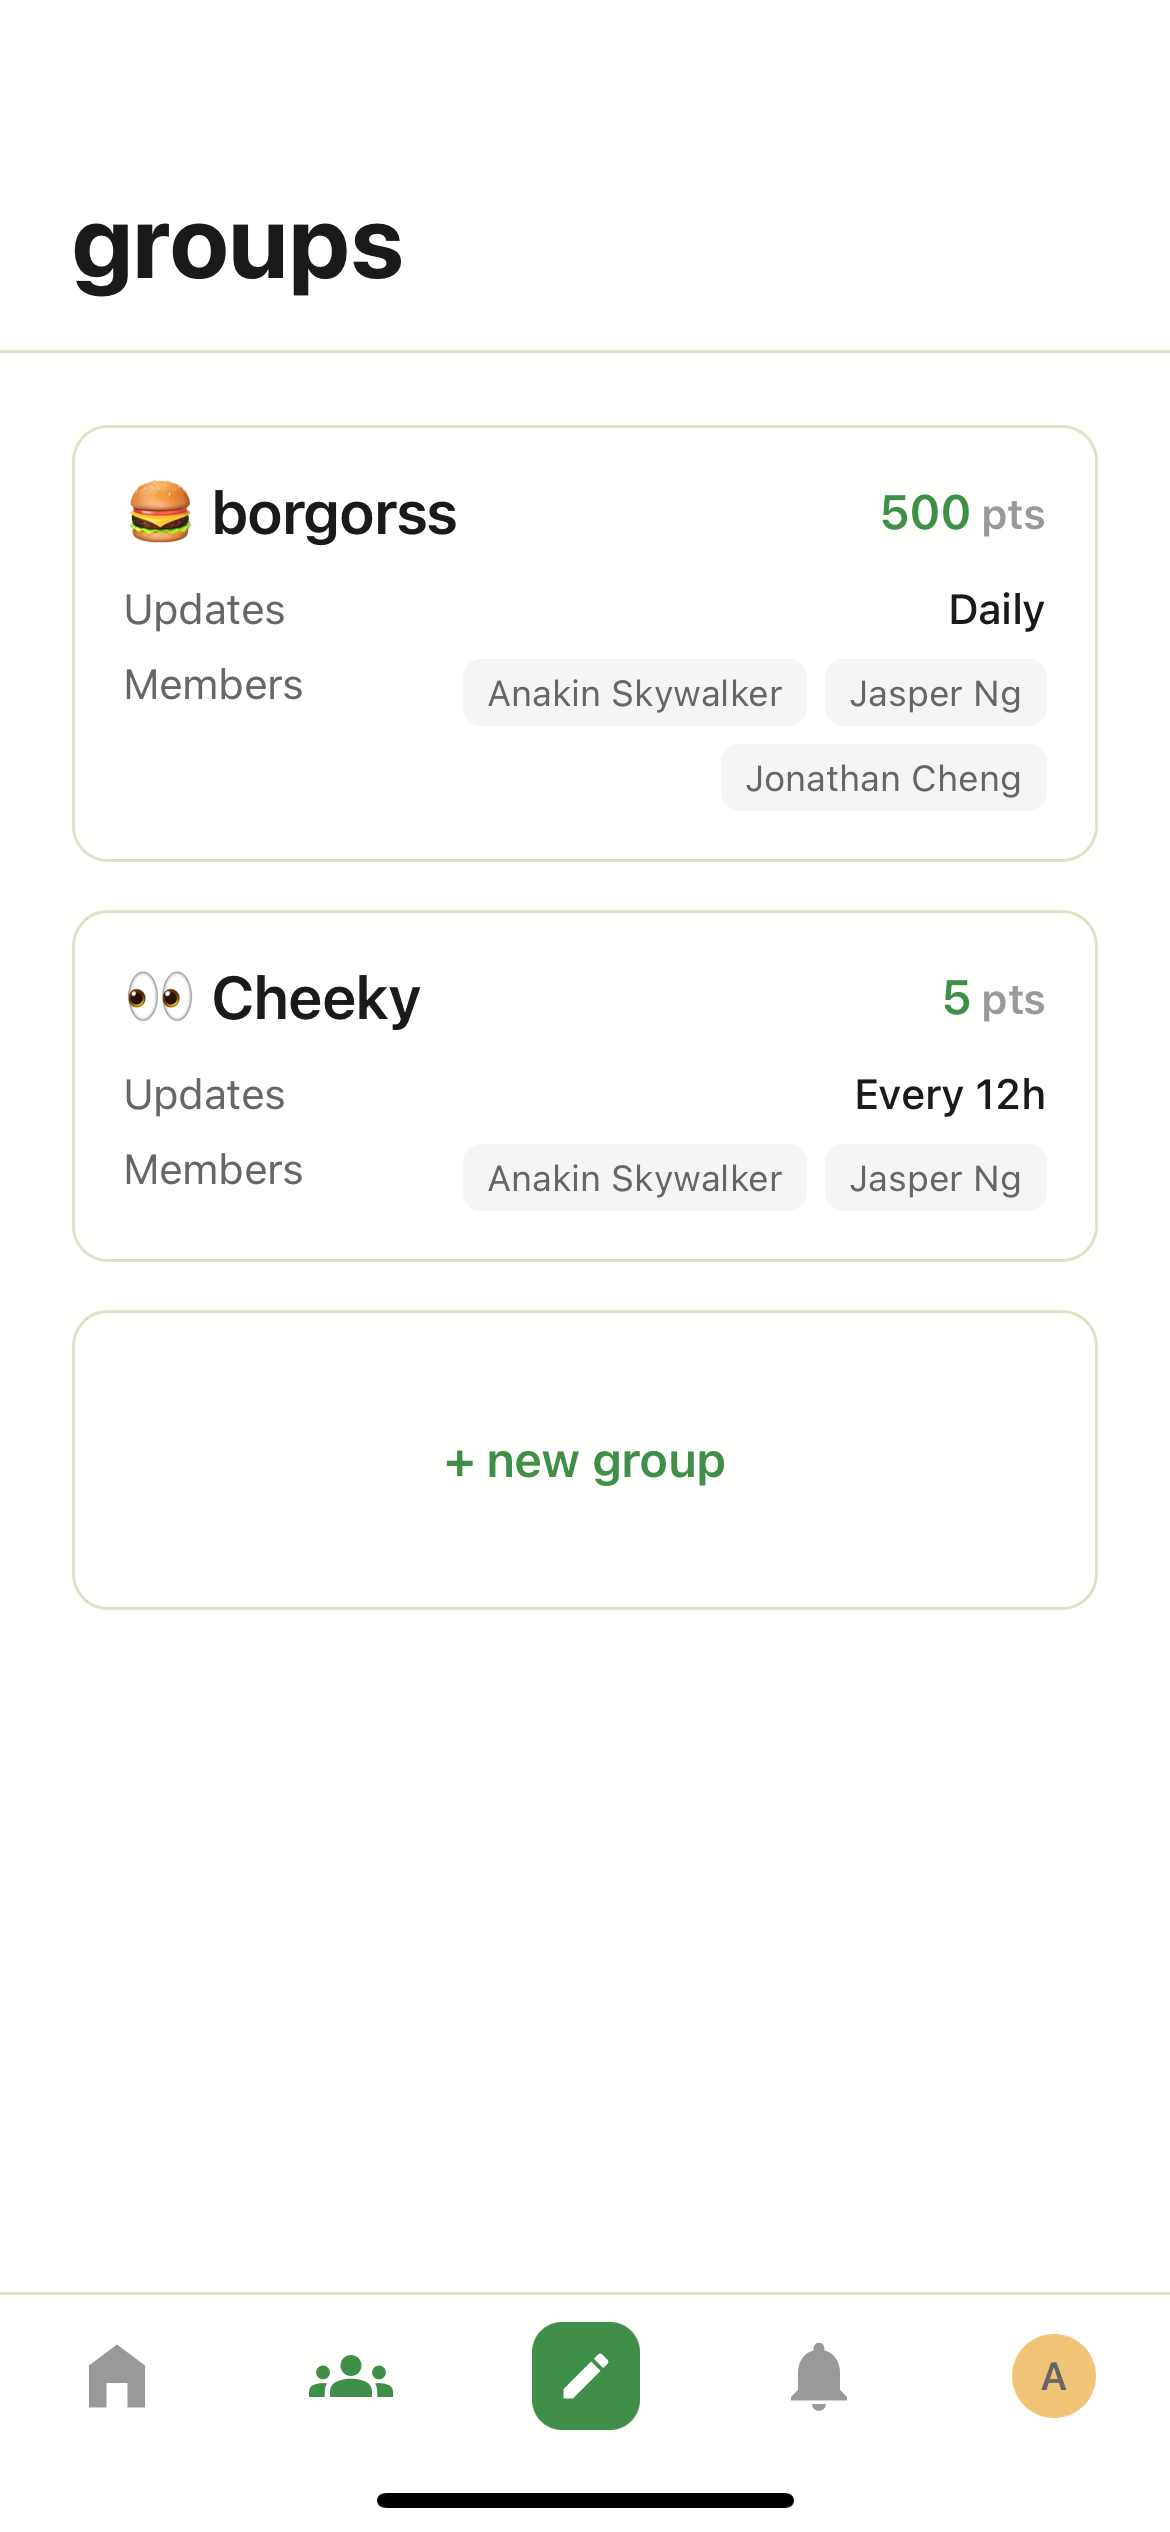 groups
🍔 borgorss 500 pts
Updates Daily
Members Anakin Skywalker Jasper Ng
Jonathan Cheng
👀 Cheeky 5 pts
Updates Every 12h
Members Anakin Skywalker Jasper Ng
+ new group
A